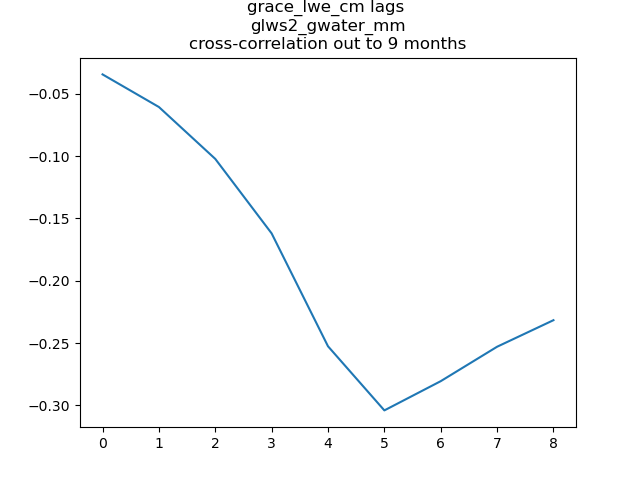 grace_lwe_cm lags
glws2_gwater_mm
cross-correlation out to 9 months
−0.05
−0.10
−0.15
−0.20
−0.25
−0.30
0 1 2 3 4 5 6 7 8